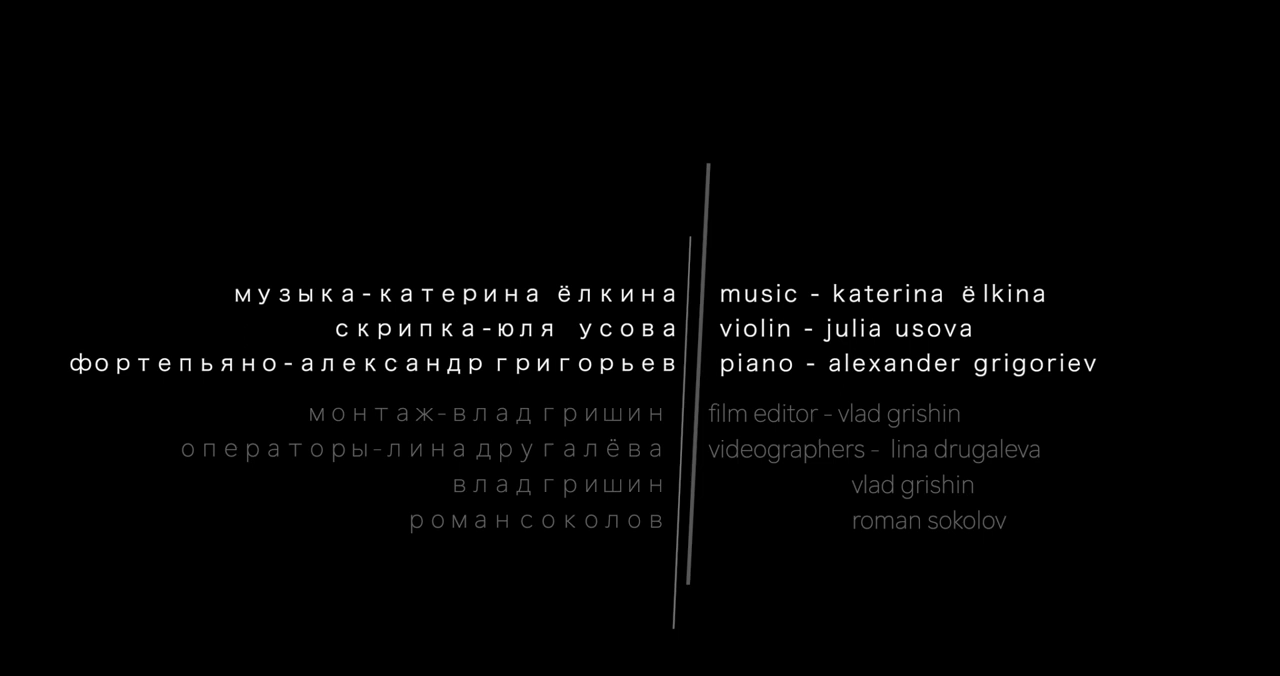 музыка-катерина ёлкина
скрипка-юля усова
фортепьяно-александр григорьев
монтаж-влад гришин
операторы-лина другалёва
влад гришин
роман соколов
music - katerina ëlkina
violin - julia usova
piano - alexander grigoriev
film editor - vlad grishin
videographers - lina drugaleva
vlad grishin
roman sokolov